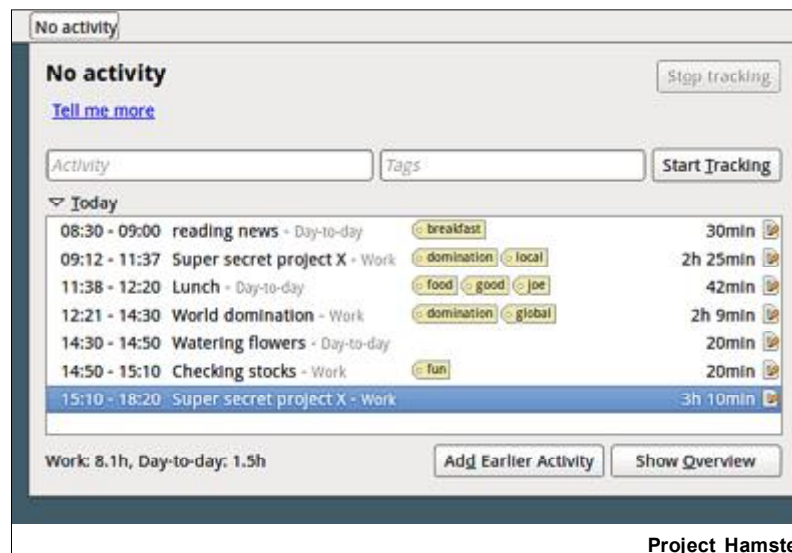 No activity
No activity
Stop tracking
Tell me more
Activity
Tags
Start Tracking
Today
08:30 - 09:00 reading news - Day-to-day breakfast 30min
09:12 - 11:37 Super secret project X - Work domination local 2h 25min
11:38 - 12:20 Lunch - Day-to-day food good joe 42min
12:21 - 14:30 World domination - Work domination global 2h 9min
14:30 - 14:50 Watering flowers - Day-to-day 20min
14:50 - 15:10 Checking stocks - Work fun 20min
15:10 - 18:20 Super secret project X - Work 3h 10min
Work: 8.1h, Day-to-day: 1.5h
Add Earlier Activity
Show Overview
Project Hamste